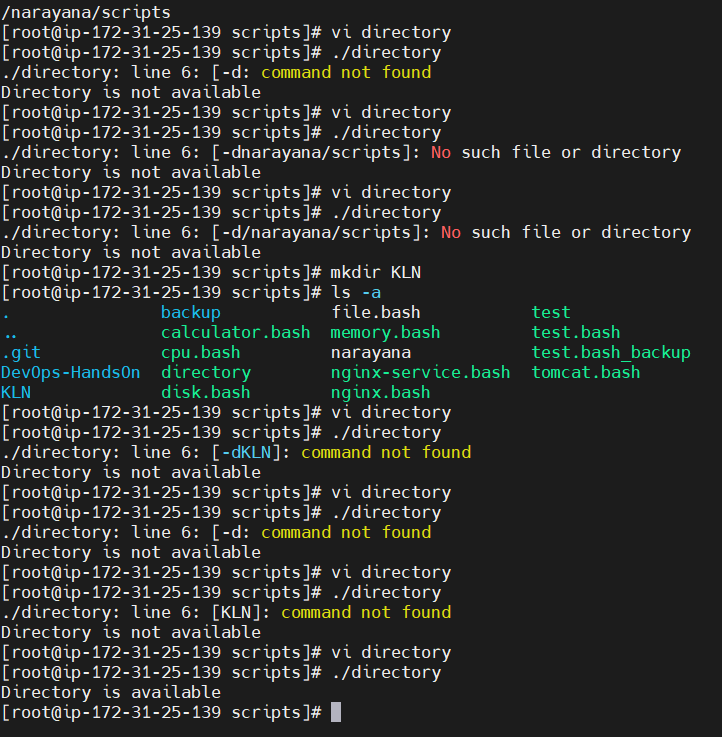 /narayana/scripts
[root@ip-172-31-25-139 scripts]# vi directory
[root@ip-172-31-25-139 scripts]# ./directory
./directory: line 6: [-d: command not found
Directory is not available
[root@ip-172-31-25-139 scripts]# vi directory
[root@ip-172-31-25-139 scripts]# ./directory
./directory: line 6: [-dnarayana/scripts]: No such file or directory
Directory is not available
[root@ip-172-31-25-139 scripts]# vi directory
[root@ip-172-31-25-139 scripts]# ./directory
./directory: line 6: [-d/narayana/scripts]: No such file or directory
Directory is not available
[root@ip-172-31-25-139 scripts]# mkdir KLN
[root@ip-172-31-25-139 scripts]# ls -a
.               backup           file.bash           test
..              calculator.bash  memory.bash         test.bash
.git            cpu.bash         narayana            test.bash_backup
DevOps-HandsOn  directory        nginx-service.bash  tomcat.bash
KLN             disk.bash        nginx.bash
[root@ip-172-31-25-139 scripts]# vi directory
[root@ip-172-31-25-139 scripts]# ./directory
./directory: line 6: [-dKLN]: command not found
Directory is not available
[root@ip-172-31-25-139 scripts]# vi directory
[root@ip-172-31-25-139 scripts]# ./directory
./directory: line 6: [-d: command not found
Directory is not available
[root@ip-172-31-25-139 scripts]# vi directory
[root@ip-172-31-25-139 scripts]# ./directory
./directory: line 6: [KLN]: command not found
Directory is not available
[root@ip-172-31-25-139 scripts]# vi directory
[root@ip-172-31-25-139 scripts]# ./directory
Directory is available
[root@ip-172-31-25-139 scripts]#